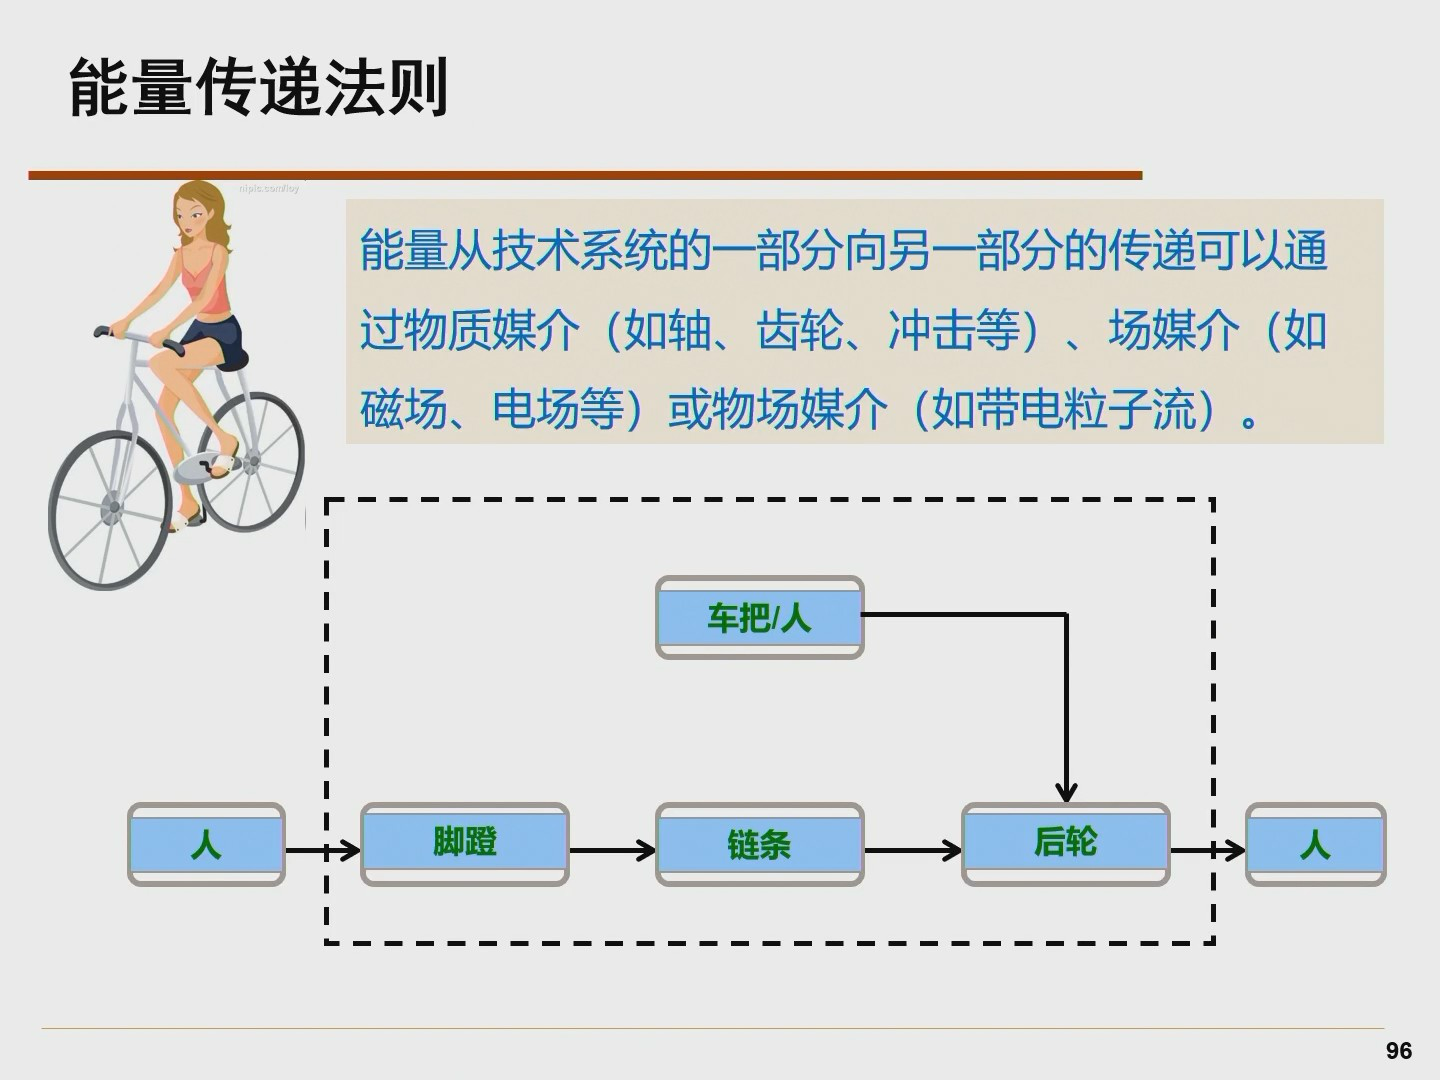 能量传递法则
nipic.com/loy
能量从技术系统的一部分向另一部分的传递可以通
过物质媒介（如轴、齿轮、冲击等）、场媒介（如
磁场、电场等）或物场媒介（如带电粒子流）。
车把/人
人
脚蹬
链条
后轮
人
96